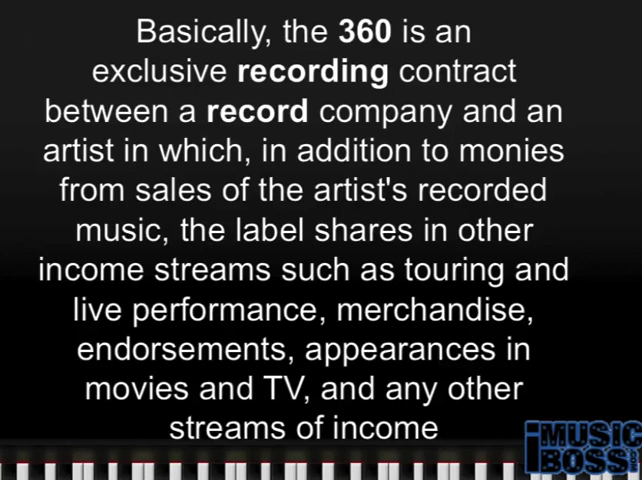 Basically, the 360 is an
exclusive recording contract
between a record company and an
artist in which, in addition to monies
from sales of the artist's recorded
music, the label shares in other
income streams such as touring and
live performance, merchandise,
endorsements, appearances in
movies and TV, and any other
streams of income
iMUSIC
BOSS